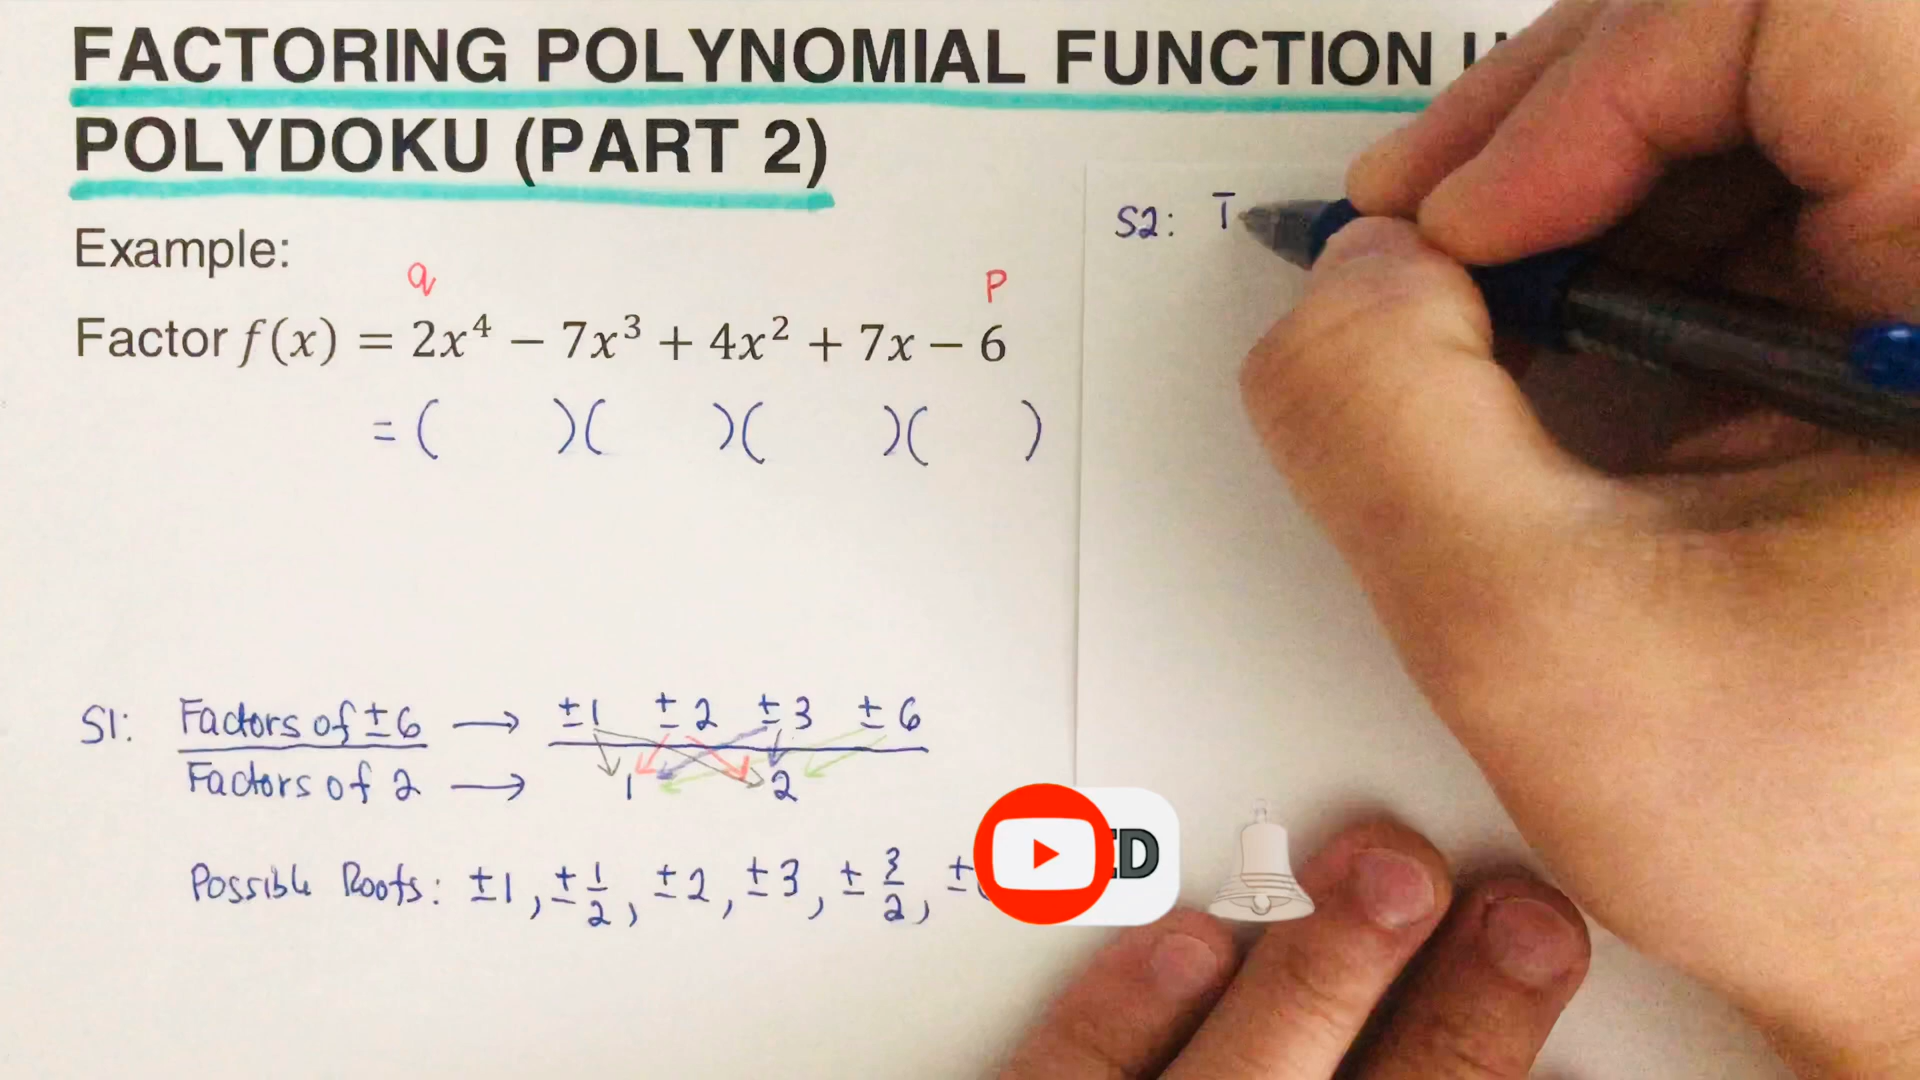 FACTORING POLYNOMIAL FUNCTION
POLYDOKU (PART 2)
Example:
q p
Factor f(x) = 2x⁴ − 7x³ + 4x² + 7x − 6
= ( )( )( )( )
S1: Factors of ±6 → ±1 ±2 ±3 ±6
Factors of 2 → 1 2
Possible Roots: ±1, ±1/2, ±2, ±3, ±3/2, ±
S2: T
ED